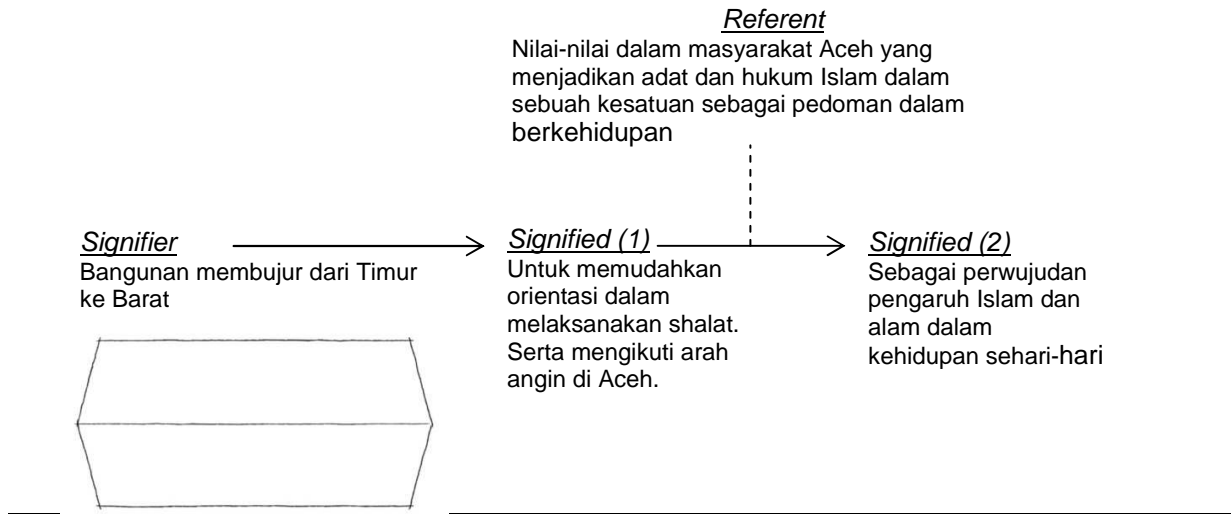 Referent
Nilai-nilai dalam masyarakat Aceh yang
menjadikan adat dan hukum Islam dalam
sebuah kesatuan sebagai pedoman dalam
berkehidupan
Signifier
Bangunan membujur dari Timur
ke Barat
Signified (1)
Untuk memudahkan
orientasi dalam
melaksanakan shalat.
Serta mengikuti arah
angin di Aceh.
Signified (2)
Sebagai perwujudan
pengaruh Islam dan
alam dalam
kehidupan sehari-hari